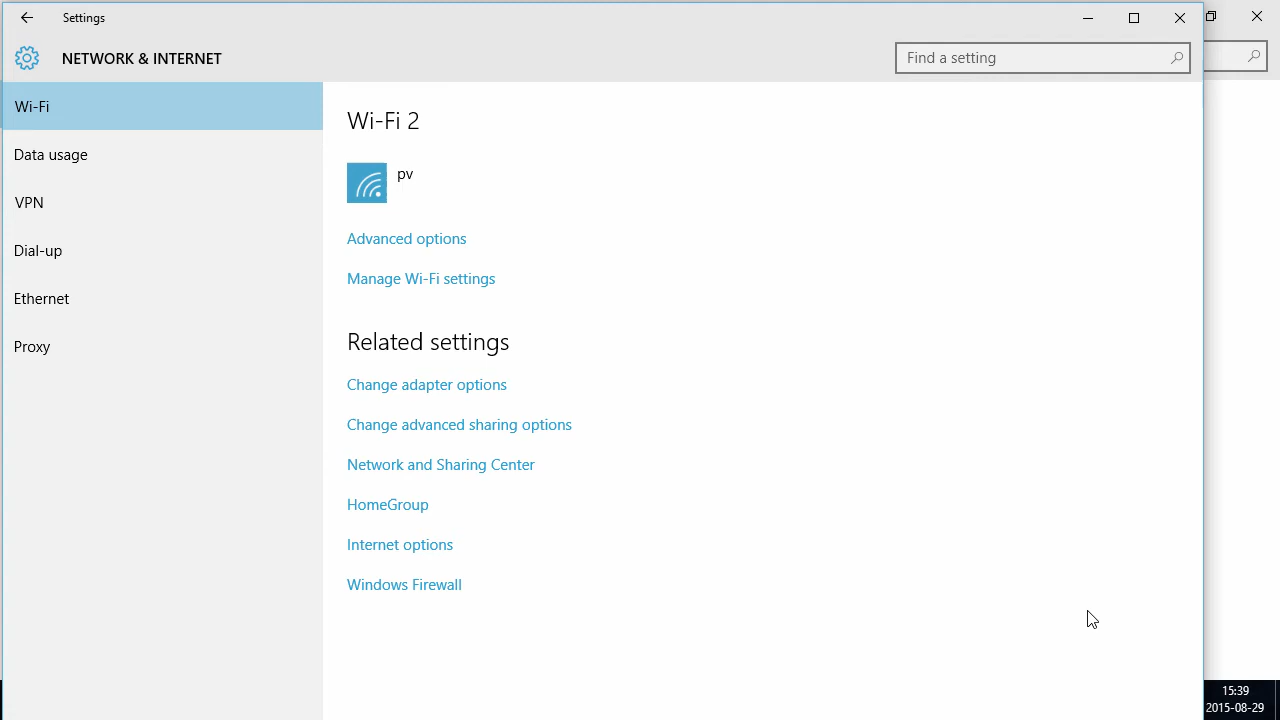 Settings
NETWORK & INTERNET
Find a setting
Wi-Fi
Data usage
VPN
Dial-up
Ethernet
Proxy
Wi-Fi 2
pv
Advanced options
Manage Wi-Fi settings
Related settings
Change adapter options
Change advanced sharing options
Network and Sharing Center
HomeGroup
Internet options
Windows Firewall
15:39
2015-08-29